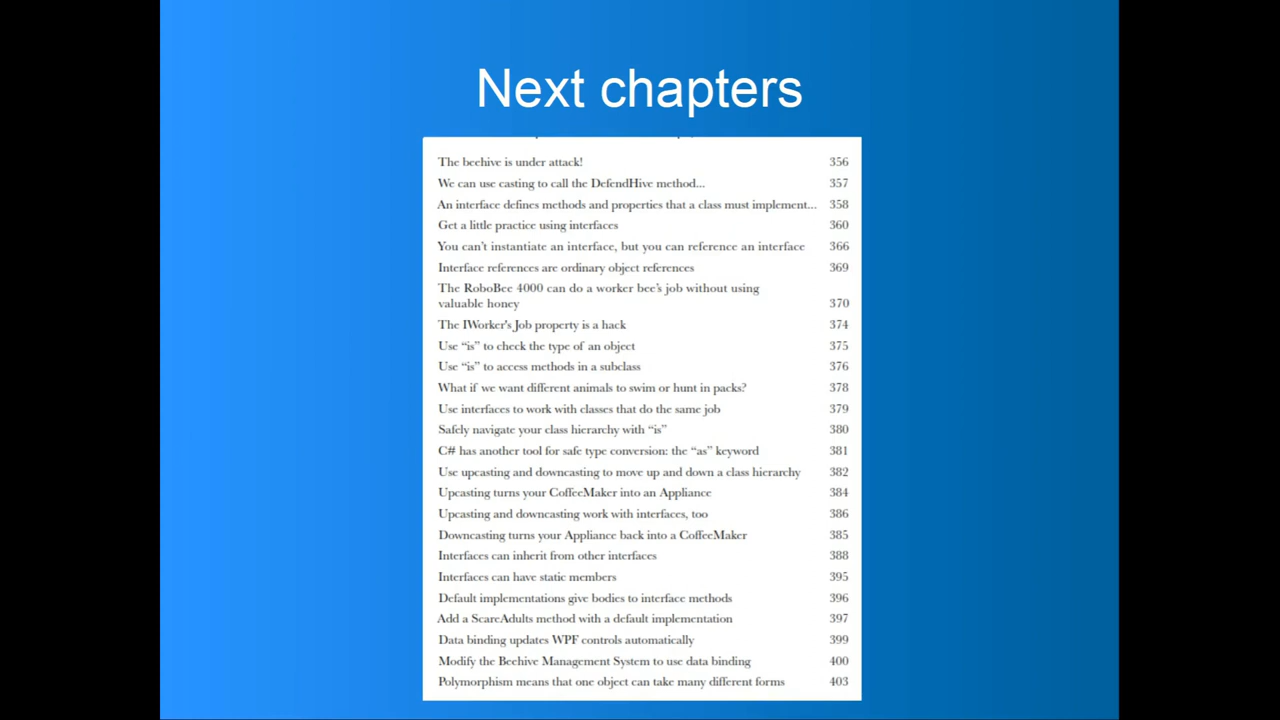 Next chapters
The beehive is under attack! 356
We can use casting to call the DefendHive method... 357
An interface defines methods and properties that a class must implement... 358
Get a little practice using interfaces 360
You can't instantiate an interface, but you can reference an interface 366
Interface references are ordinary object references 369
The RoboBee 4000 can do a worker bee's job without using
valuable honey 370
The IWorker's Job property is a hack 374
Use “is” to check the type of an object 375
Use “is” to access methods in a subclass 376
What if we want different animals to swim or hunt in packs? 378
Use interfaces to work with classes that do the same job 379
Safely navigate your class hierarchy with “is” 380
C# has another tool for safe type conversion: the “as” keyword 381
Use upcasting and downcasting to move up and down a class hierarchy 382
Upcasting turns your CoffeeMaker into an Appliance 384
Upcasting and downcasting work with interfaces, too 386
Downcasting turns your Appliance back into a CoffeeMaker 385
Interfaces can inherit from other interfaces 388
Interfaces can have static members 395
Default implementations give bodies to interface methods 396
Add a ScareAdults method with a default implementation 397
Data binding updates WPF controls automatically 399
Modify the Beehive Management System to use data binding 400
Polymorphism means that one object can take many different forms 403